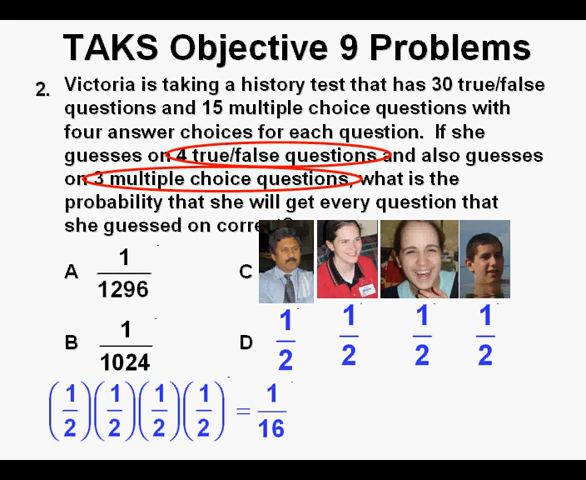 TAKS Objective 9 Problems
2. Victoria is taking a history test that has 30 true/false
questions and 15 multiple choice questions with
four answer choices for each question. If she
guesses on 4 true/false questions and also guesses
on 3 multiple choice questions, what is the
probability that she will get every question that
she guessed on correct?
A 1/1296
C
B 1/1024
D
1/2 1/2 1/2 1/2
(1/2)(1/2)(1/2)(1/2) = 1/16